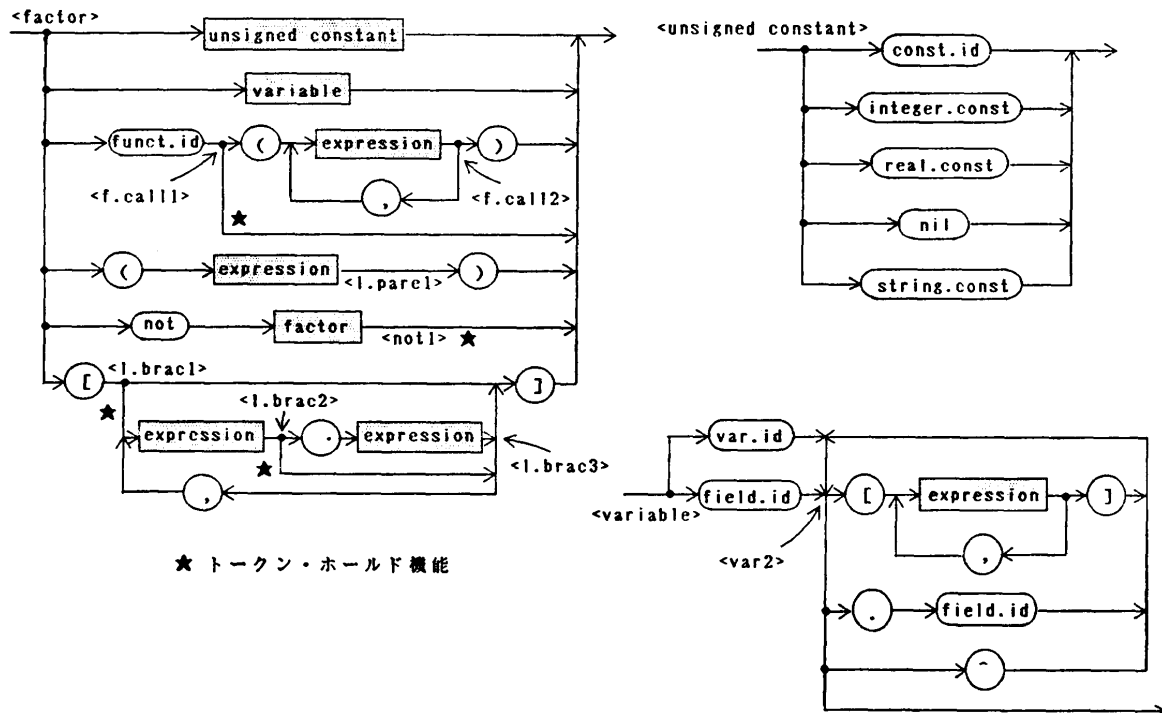 <factor>
unsigned constant
variable
funct.id ( expression )
<f.call1> , <f.call2>
★
( expression <l.parc1> )
not factor <not1> ★
[ <l.brac1> ]
★ <l.brac2>
expression . expression
★ <l.brac3>
,
★ トークン・ホールド機能
<unsigned constant>
const.id
integer.const
real.const
nil
string.const
var.id
field.id [ expression ]
<variable>
<var2> ,
. field.id
^